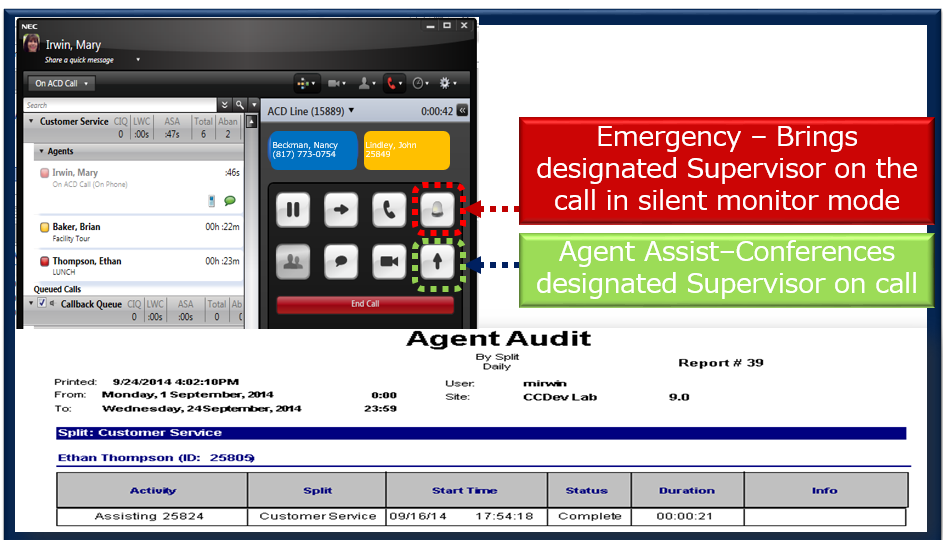 NEC
Irwin, Mary
Share a quick message
On ACD Call
Search
Customer Service CIQ LWC ASA Total Aban
0 :00s :47s 6 2
Agents
Irwin, Mary :46s
On ACD Call (On Phone)
Baker, Brian 00h :22m
Facility Tour
Thompson, Ethan 00h :23m
LUNCH
Queued Calls
Callback Queue CIQ LWC ASA Total Ab
0 :00s :00s 0
ACD Line (15889) 0:00:42
Beckman, Nancy
(817) 773-0754
Lindley, John
25849
End Call
Emergency – Brings
designated Supervisor on the
call in silent monitor mode
Agent Assist–Conferences
designated Supervisor on call
Agent Audit
By Split
Daily
Report # 39
Printed: 9/24/2014 4:02:10PM User: mirwin
From: Monday, 1 September, 2014 0:00 Site: CCDev Lab 9.0
To: Wednesday, 24 September, 2014 23:59
Split: Customer Service
Ethan Thompson (ID: 25805)
Activity Split Start Time Status Duration Info
Assisting 25824 Customer Service 09/16/14 17:54:18 Complete 00:00:21